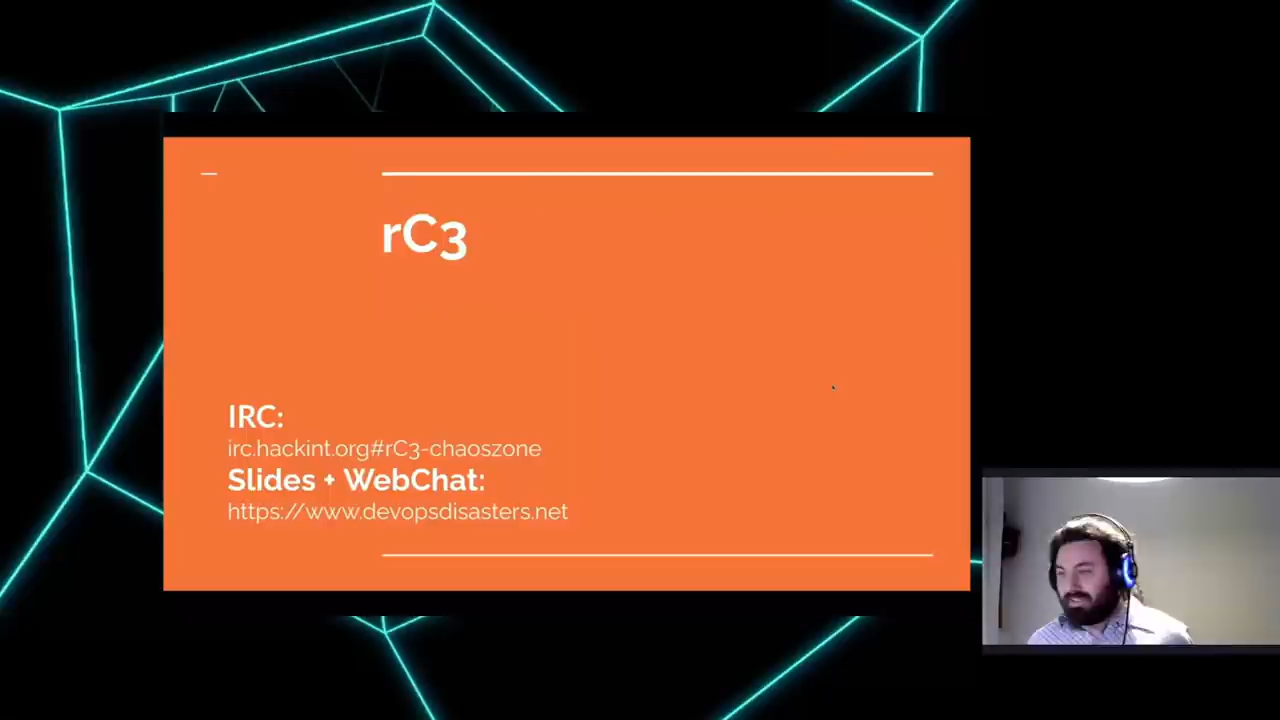 rC3
IRC:
irc.hackint.org#rC3-chaoszone
Slides + WebChat:
https://www.devopsdisasters.net